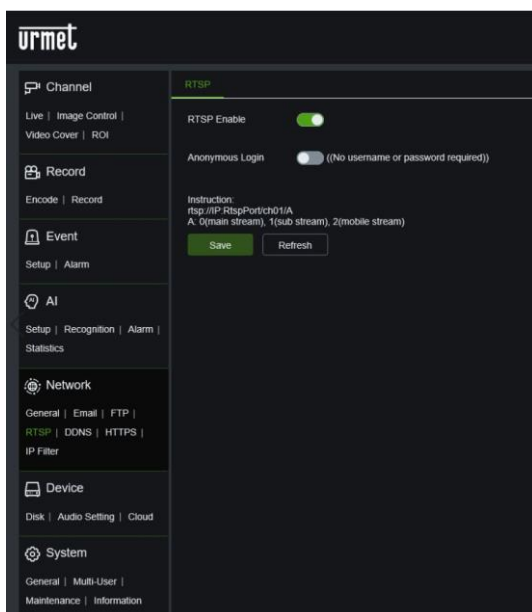 urmet
Channel
Live | Image Control |
Video Cover | ROI
Record
Encode | Record
Event
Setup | Alarm
AI
Setup | Recognition | Alarm |
Statistics
Network
General | Email | FTP |
RTSP | DDNS | HTTPS |
IP Filter
Device
Disk | Audio Setting | Cloud
System
General | Multi-User |
Maintenance | Information
RTSP
RTSP Enable
Anonymous Login ((No username or password required))
Instruction:
rtsp://IP:RtspPort/ch01/A
A: 0(main stream), 1(sub stream), 2(mobile stream)
Save Refresh